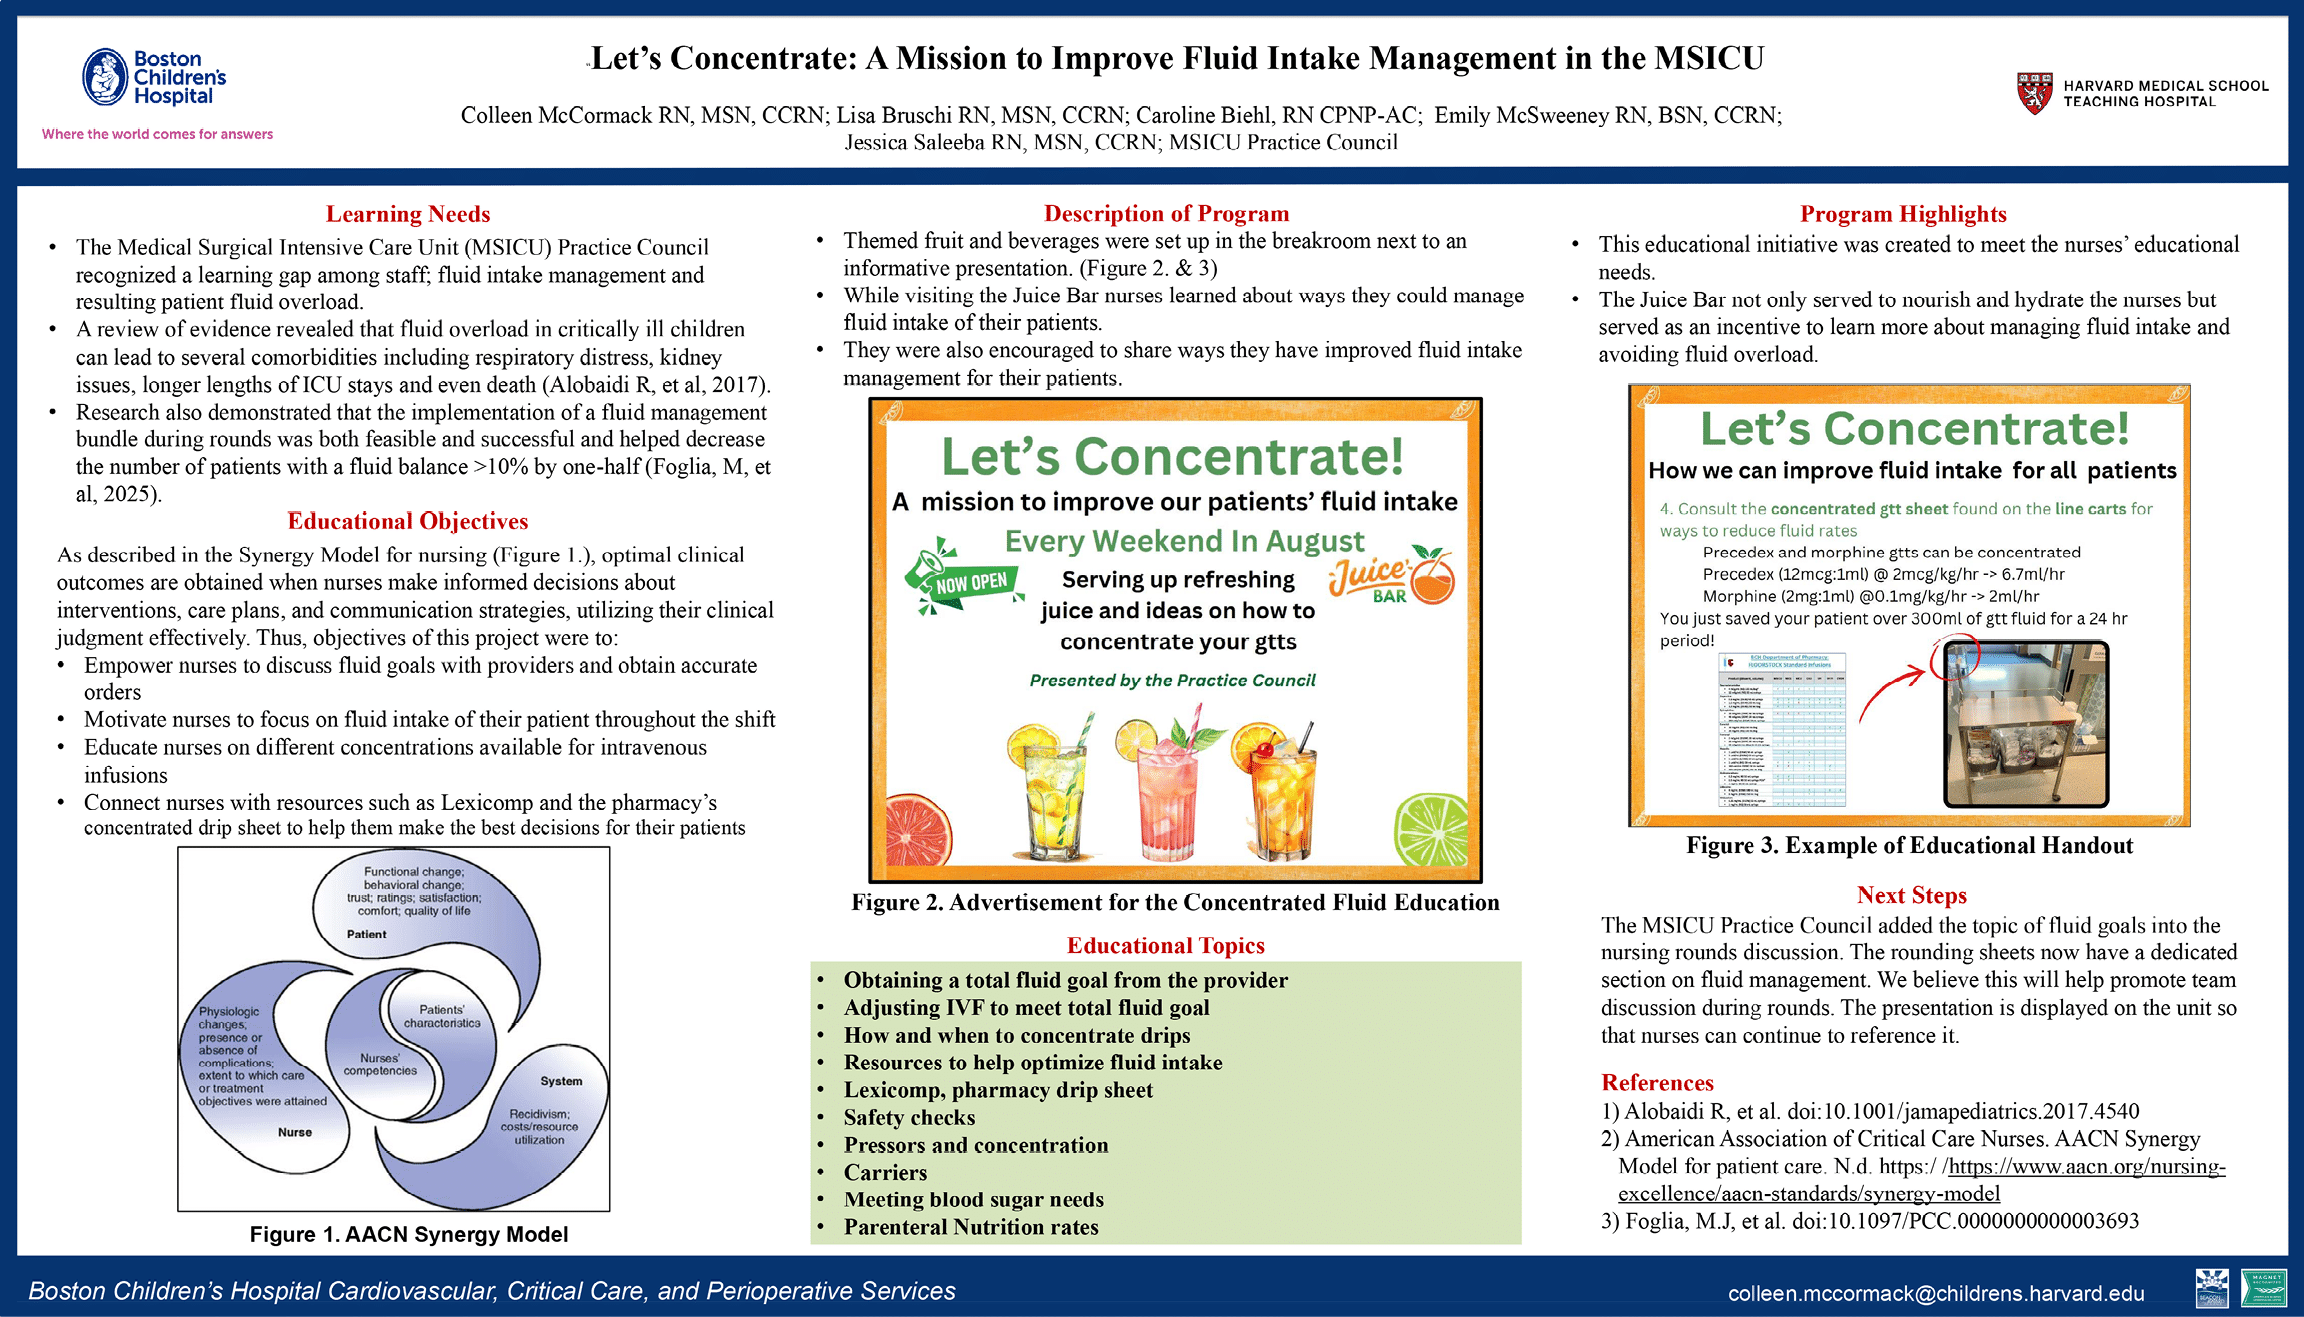 Boston
Children's
Hospital
Where the world comes for answers
"Let's Concentrate: A Mission to Improve Fluid Intake Management in the MSICU
Colleen McCormack RN, MSN, CCRN; Lisa Bruschi RN, MSN, CCRN; Caroline Biehl, RN CPNP-AC; Emily McSweeney RN, BSN, CCRN;
Jessica Saleeba RN, MSN, CCRN; MSICU Practice Council
HARVARD MEDICAL SCHOOL
TEACHING HOSPITAL
Learning Needs
• The Medical Surgical Intensive Care Unit (MSICU) Practice Council
recognized a learning gap among staff; fluid intake management and
resulting patient fluid overload.
• A review of evidence revealed that fluid overload in critically ill children
can lead to several comorbidities including respiratory distress, kidney
issues, longer lengths of ICU stays and even death (Alobaidi R, et al, 2017).
• Research also demonstrated that the implementation of a fluid management
bundle during rounds was both feasible and successful and helped decrease
the number of patients with a fluid balance >10% by one-half (Foglia, M, et
al, 2025).
Educational Objectives
As described in the Synergy Model for nursing (Figure 1.), optimal clinical
outcomes are obtained when nurses make informed decisions about
interventions, care plans, and communication strategies, utilizing their clinical
judgment effectively. Thus, objectives of this project were to:
• Empower nurses to discuss fluid goals with providers and obtain accurate
orders
• Motivate nurses to focus on fluid intake of their patient throughout the shift
• Educate nurses on different concentrations available for intravenous
infusions
• Connect nurses with resources such as Lexicomp and the pharmacy's
concentrated drip sheet to help them make the best decisions for their patients
Functional change;
behavioral change;
trust; ratings; satisfaction;
comfort; quality of life
Patient
Physiologic
changes;
presence or
absence of
complications;
extent to which care
or treatment
objectives were attained
Nurse
Patients'
characteristics
Nurses'
competencies
System
Recidivism;
costs/resource
utilization
Figure 1. AACN Synergy Model
Description of Program
• Themed fruit and beverages were set up in the breakroom next to an
informative presentation. (Figure 2. & 3)
• While visiting the Juice Bar nurses learned about ways they could manage
fluid intake of their patients.
• They were also encouraged to share ways they have improved fluid intake
management for their patients.
Let's Concentrate!
A mission to improve our patients' fluid intake
Every Weekend In August
NOW OPEN
Serving up refreshing
juice and ideas on how to
concentrate your gtts
Juice
BAR
Presented by the Practice Council
Figure 2. Advertisement for the Concentrated Fluid Education
Educational Topics
• Obtaining a total fluid goal from the provider
• Adjusting IVF to meet total fluid goal
• How and when to concentrate drips
• Resources to help optimize fluid intake
• Lexicomp, pharmacy drip sheet
• Safety checks
• Pressors and concentration
• Carriers
• Meeting blood sugar needs
• Parenteral Nutrition rates
Program Highlights
• This educational initiative was created to meet the nurses' educational
needs.
• The Juice Bar not only served to nourish and hydrate the nurses but
served as an incentive to learn more about managing fluid intake and
avoiding fluid overload.
Let's Concentrate!
How we can improve fluid intake for all patients
4. Consult the concentrated gtt sheet found on the line carts for
ways to reduce fluid rates
Precedex and morphine gtts can be concentrated
Precedex (12mcg:1ml) @ 2mcg/kg/hr -> 6.7ml/hr
Morphine (2mg:1ml) @0.1mg/kg/hr -> 2ml/hr
You just saved your patient over 300ml of gtt fluid for a 24 hr
period!
BCH Department of Pharmacy:
FLOORSTOCK Standard Infusions
Figure 3. Example of Educational Handout
Next Steps
The MSICU Practice Council added the topic of fluid goals into the
nursing rounds discussion. The rounding sheets now have a dedicated
section on fluid management. We believe this will help promote team
discussion during rounds. The presentation is displayed on the unit so
that nurses can continue to reference it.
References
1) Alobaidi R, et al. doi:10.1001/jamapediatrics.2017.4540
2) American Association of Critical Care Nurses. AACN Synergy
Model for patient care. N.d. https:/ /https://www.aacn.org/nursing-
excellence/aacn-standards/synergy-model
3) Foglia, M.J, et al. doi:10.1097/PCC.0000000000003693
Boston Children's Hospital Cardiovascular, Critical Care, and Perioperative Services
colleen.mccormack@childrens.harvard.edu
BEACON
MAGNET
RECOGNIZED